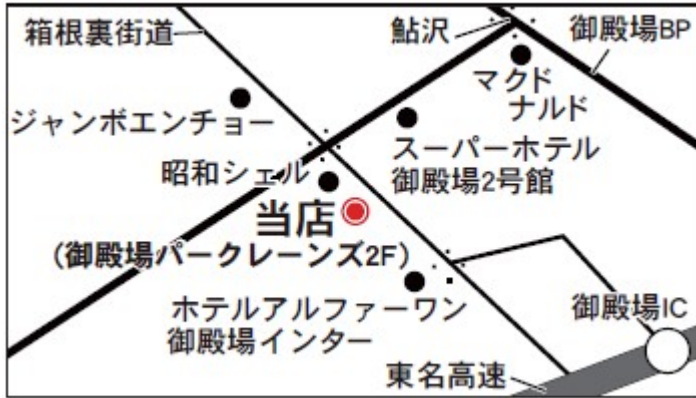 箱根裏街道
鮎沢
御殿場BP
マクド
ナルド
ジャンボエンチョー
スーパーホテル
御殿場2号館
昭和シェル
当店
（御殿場パークレーンズ2F）
ホテルアルファーワン
御殿場インター
御殿場IC
東名高速